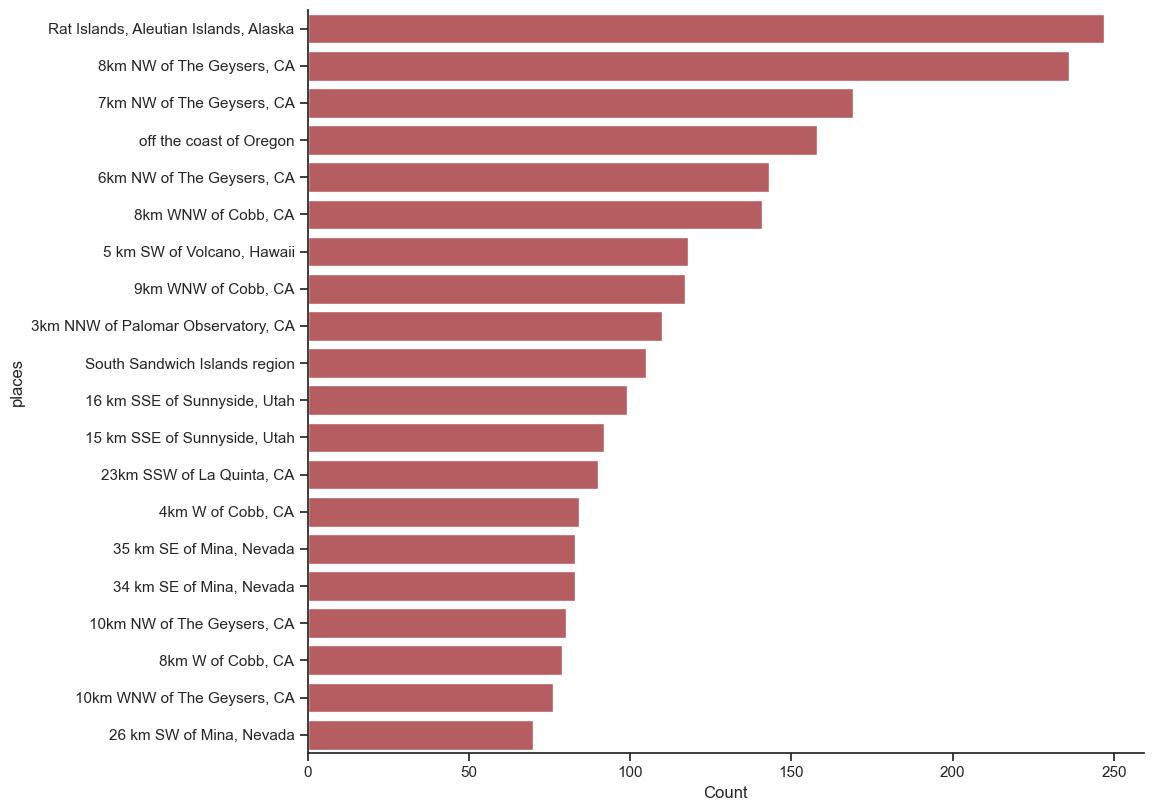 Rat Islands, Aleutian Islands, Alaska
8km NW of The Geysers, CA
7km NW of The Geysers, CA
off the coast of Oregon
6km NW of The Geysers, CA
8km WNW of Cobb, CA
5 km SW of Volcano, Hawaii
9km WNW of Cobb, CA
3km NNW of Palomar Observatory, CA
South Sandwich Islands region
16 km SSE of Sunnyside, Utah
15 km SSE of Sunnyside, Utah
23km SSW of La Quinta, CA
4km W of Cobb, CA
35 km SE of Mina, Nevada
34 km SE of Mina, Nevada
10km NW of The Geysers, CA
8km W of Cobb, CA
10km WNW of The Geysers, CA
26 km SW of Mina, Nevada
places
0 50 100 150 200 250
Count